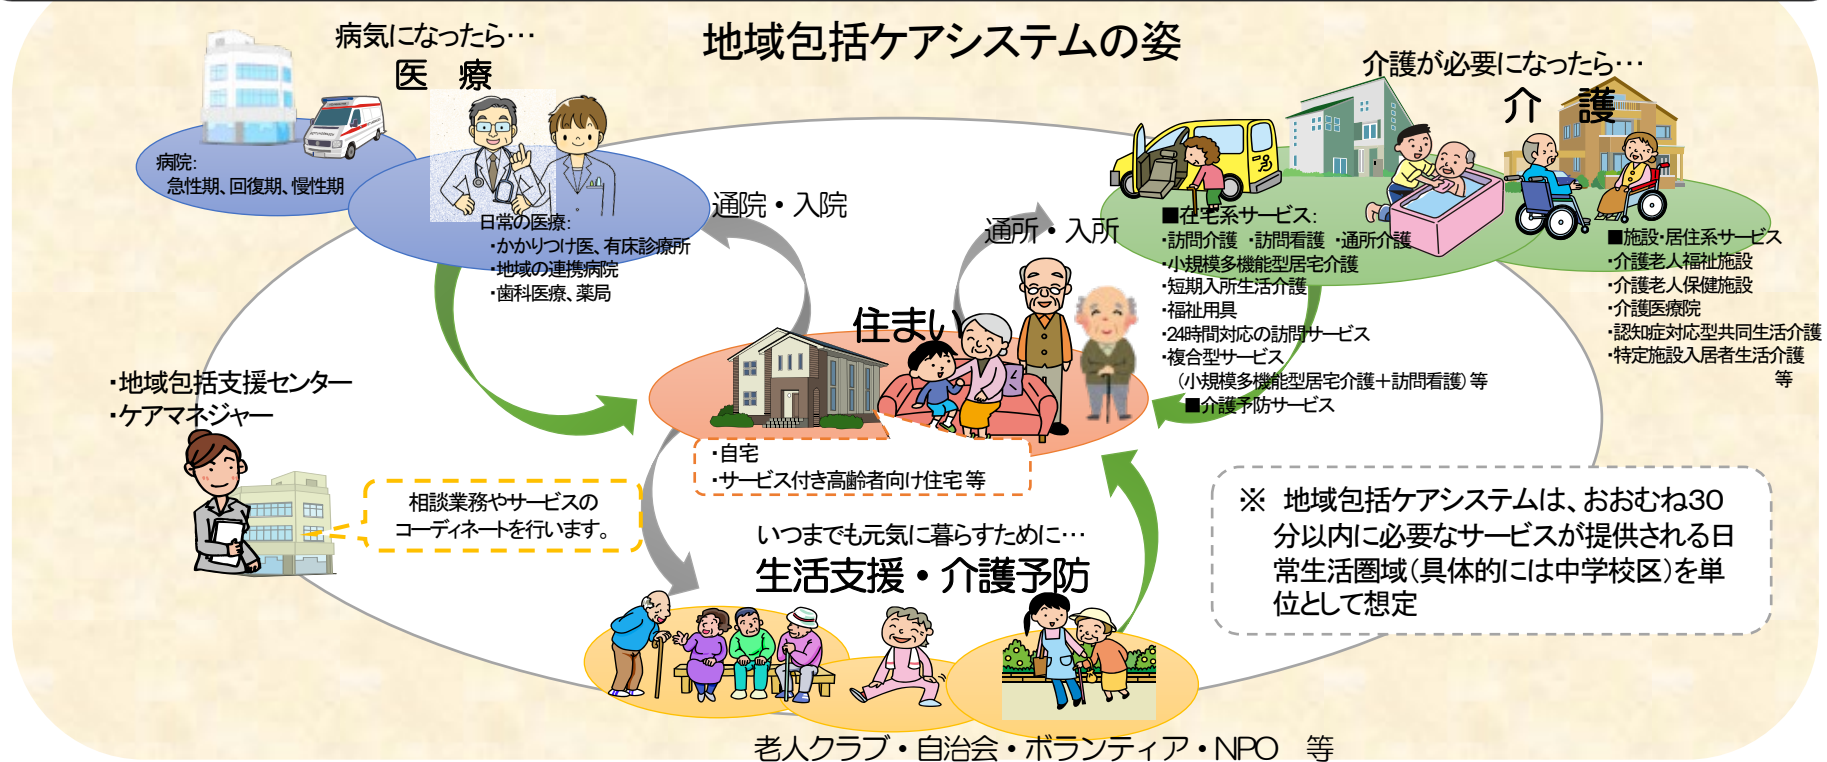 地域包括ケアシステムの姿
病気になったら…
医　療
病院:
急性期、回復期、慢性期
日常の医療:
・かかりつけ医、有床診療所
・地域の連携病院
・歯科医療、薬局
通院・入院
通所・入所
介護が必要になったら…
介　護
■在宅系サービス:
・訪問介護 ・訪問看護 ・通所介護
・小規模多機能型居宅介護
・短期入所生活介護
・福祉用具
・24時間対応の訪問サービス
・複合型サービス
（小規模多機能型居宅介護＋訪問看護）等
■介護予防サービス
■施設・居住系サービス
・介護老人福祉施設
・介護老人保健施設
・介護医療院
・認知症対応型共同生活介護
・特定施設入居者生活介護
等
住まい
・自宅
・サービス付き高齢者向け住宅 等
・地域包括支援センター
・ケアマネジャー
相談業務やサービスの
コーディネートを行います。
いつまでも元気に暮らすために…
生活支援・介護予防
老人クラブ・自治会・ボランティア・NPO　等
※ 地域包括ケアシステムは、おおむね30
分以内に必要なサービスが提供される日
常生活圏域（具体的には中学校区）を単
位として想定